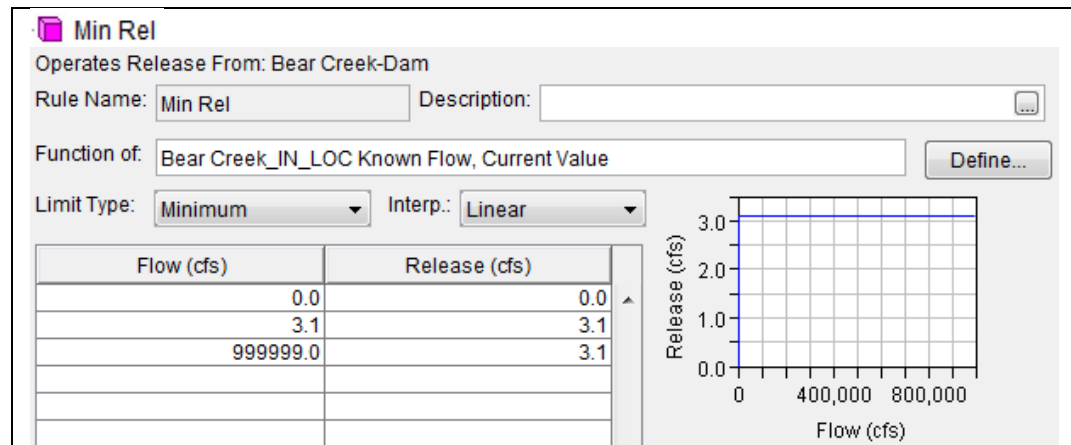 Min Rel
Operates Release From: Bear Creek-Dam
Rule Name: Min Rel Description: ...
Function of: Bear Creek_IN_LOC Known Flow, Current Value Define...
Limit Type: Minimum Interp.: Linear
Flow (cfs) Release (cfs)
0.0 0.0
3.1 3.1
999999.0 3.1
Release (cfs)
3.0
2.0
1.0
0.0
0 400,000 800,000
Flow (cfs)